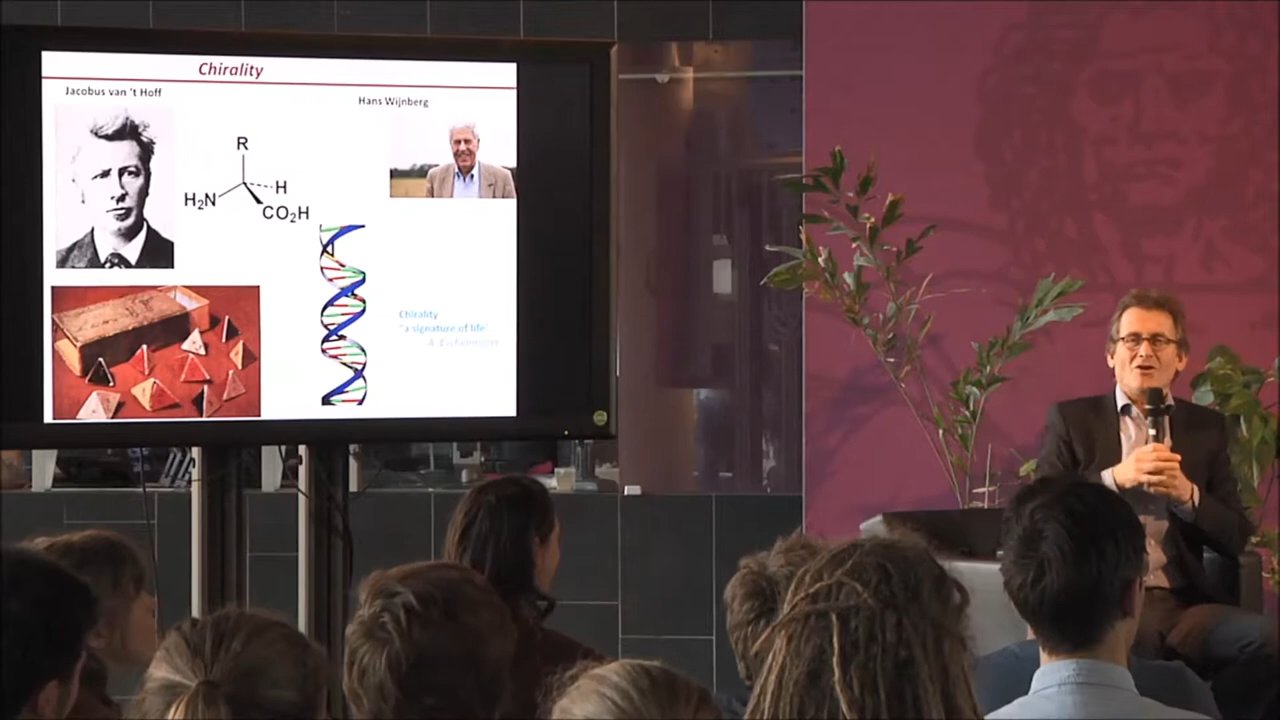 Chirality
Jacobus van 't Hoff
Hans Wijnberg
R
H
H₂N
CO₂H
Chirality
"a signature of life'